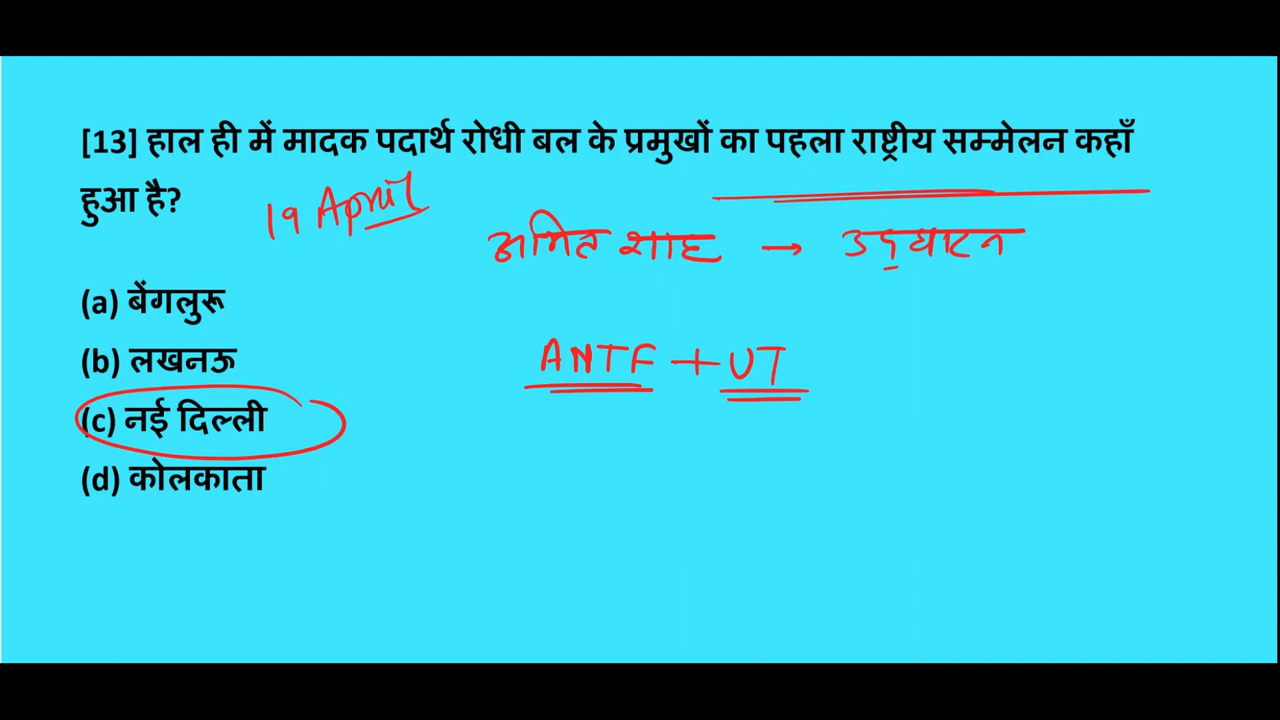 [13] हाल ही में मादक पदार्थ रोधी बल के प्रमुखों का पहला राष्ट्रीय सम्मेलन कहाँ
हुआ है?
19 April
अमित शाह → उद्घाटन
(a) बेंगलुरू
ANTF + UT
(b) लखनऊ
(c) नई दिल्ली
(d) कोलकाता